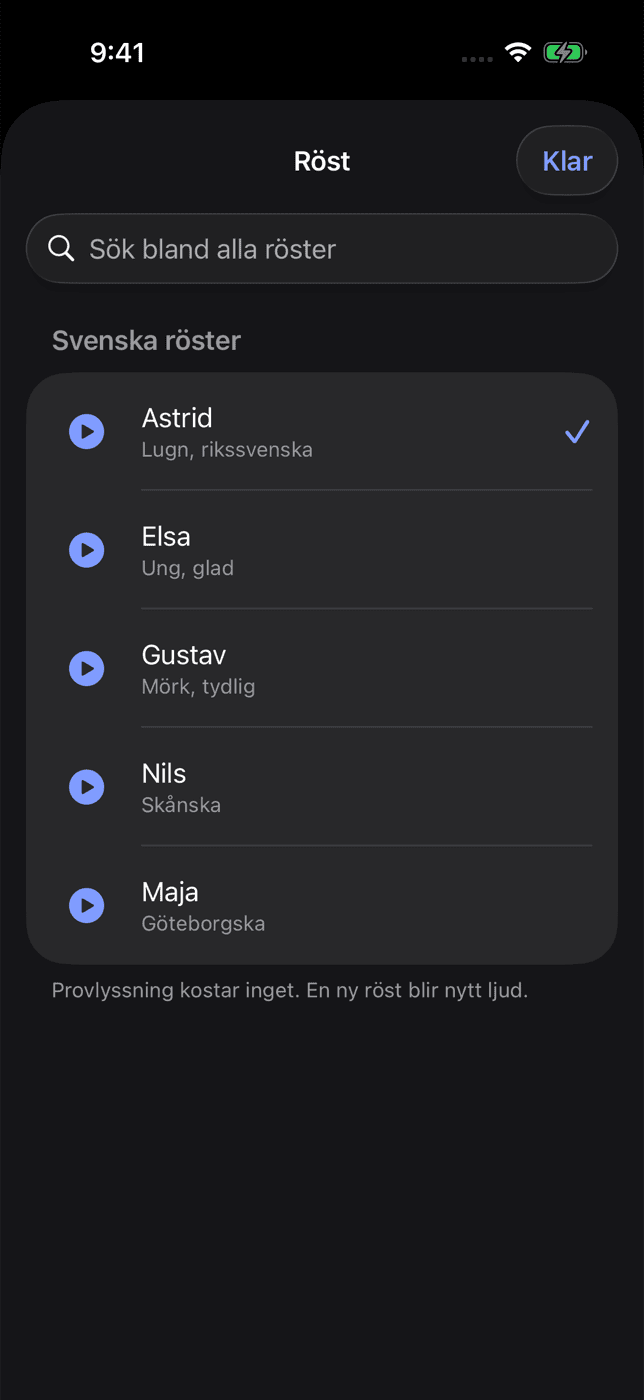 9:41
Röst
Klar
Sök bland alla röster
Svenska röster
Astrid
Lugn, rikssvenska
Elsa
Ung, glad
Gustav
Mörk, tydlig
Nils
Skånska
Maja
Göteborgska
Provlyssning kostar inget. En ny röst blir nytt ljud.